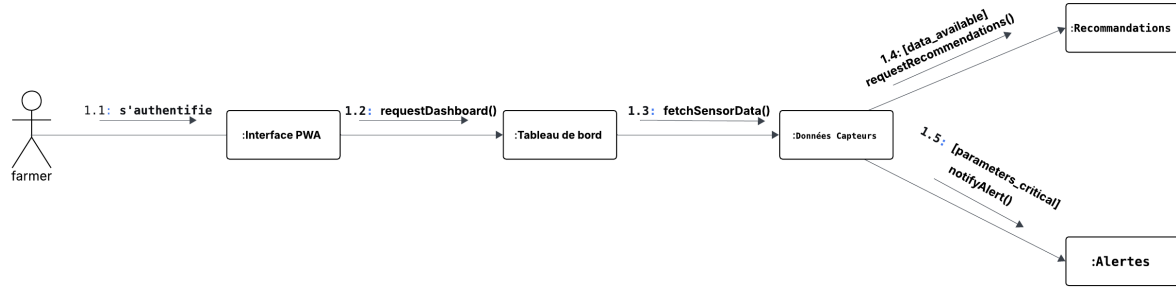 1.4: [data_available]
requestRecommendations()
:Recommandations
1.1: s'authentifie
1.2: requestDashboard()
1.3: fetchSensorData()
:Interface PWA
:Tableau de bord
:Données Capteurs
1.5: [parameters_critical]
notifyAlert()
farmer
:Alertes